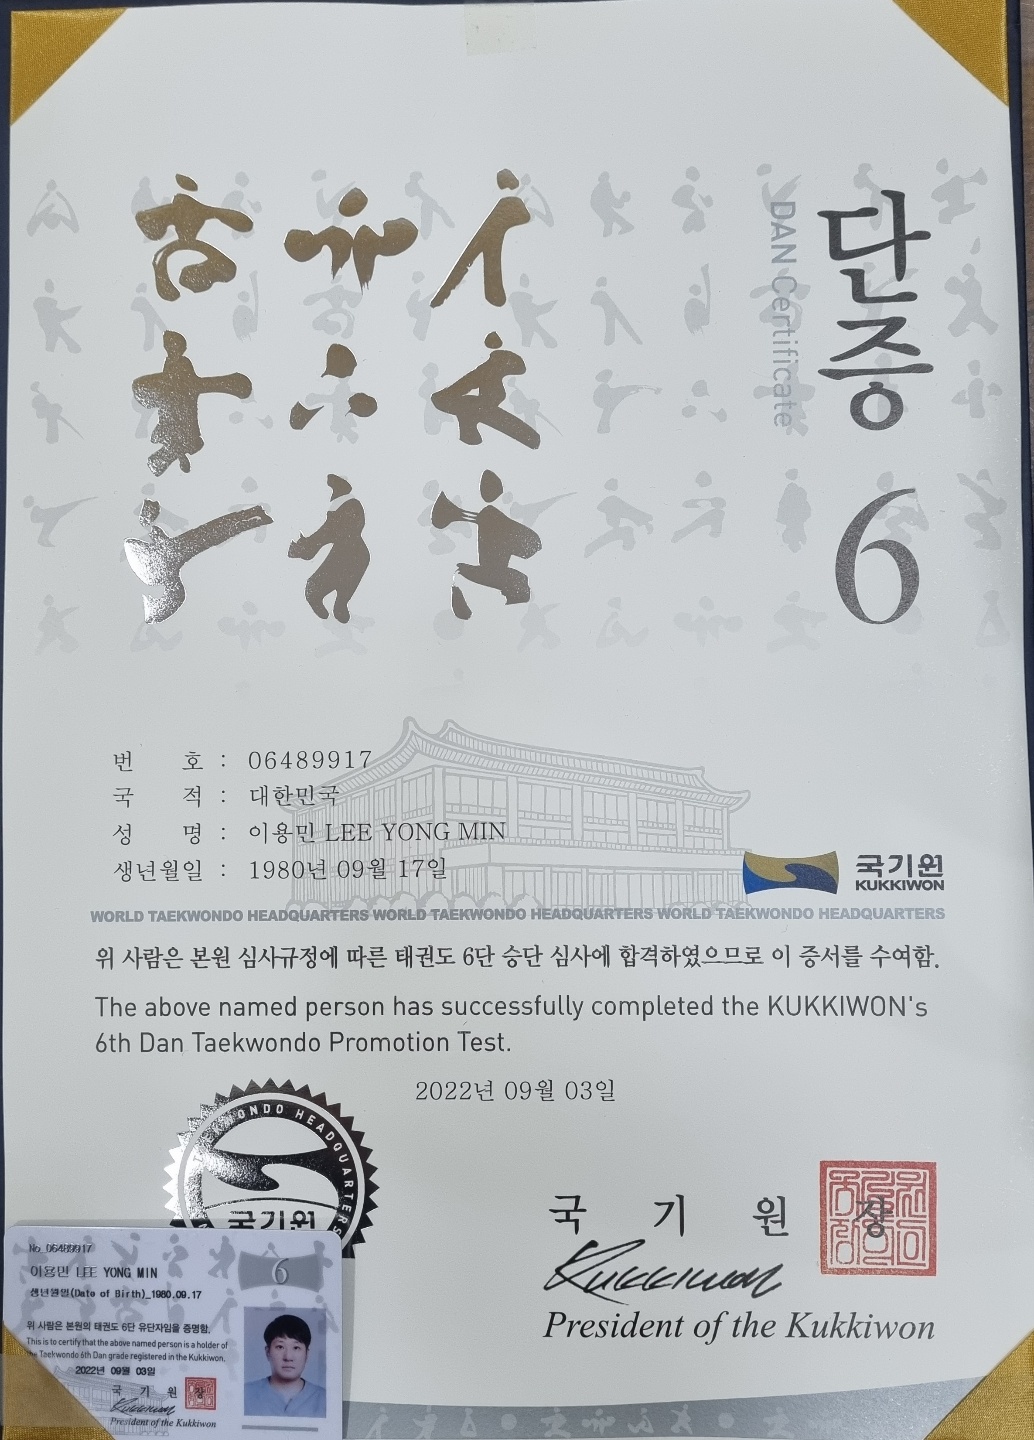 단증
DAN Certificate
6
번 호 : 06489917
국 적 : 대한민국
성 명 : 이용민 LEE YONG MIN
생년월일 : 1980년 09월 17일
국기원
KUKKIWON
WORLD TAEKWONDO HEADQUARTERS WORLD TAEKWONDO HEADQUARTERS WORLD TAEKWONDO HEADQUARTERS
위 사람은 본원 심사규정에 따른 태권도 6단 승단 심사에 합격하였으므로 이 증서를 수여함.
The above named person has successfully completed the KUKKIWON's
6th Dan Taekwondo Promotion Test.
2022년 09월 03일
HEADQUARTERS
국기원
국 기 원 장
Kukkiwon
President of the Kukkiwon
No_06489917
6
이용민 LEE YONG MIN
생년월일(Date of Birth)_1980.09.17
위 사람은 본원의 태권도 6단 유단자임을 증명함.
This is to certify that the above named person is a holder of
the Taekwondo 6th Dan grade registered in the Kukkiwon.
2022년 09월 03일
국 기 원 장
Kukkiwon
President of the Kukkiwon